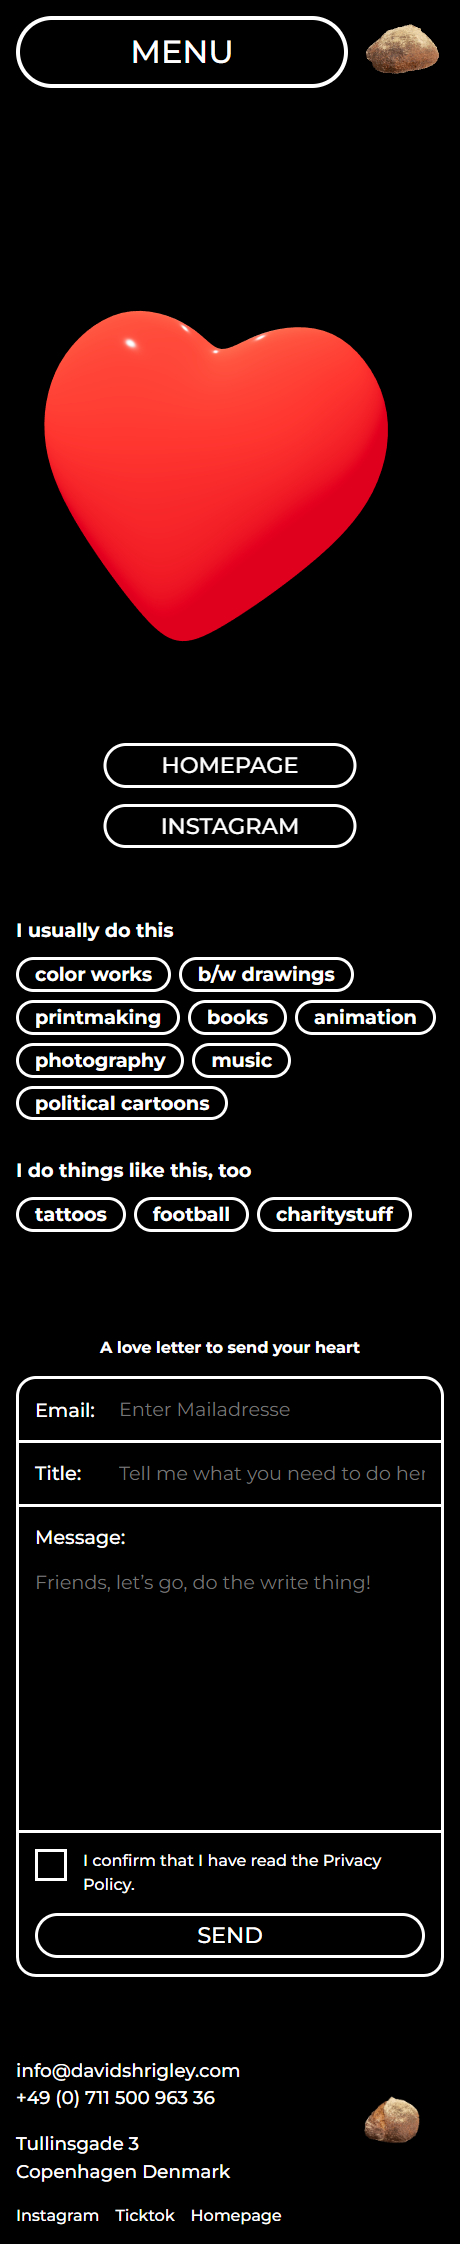 MENU
HOMEPAGE
INSTAGRAM
I usually do this
color works b/w drawings
printmaking books animation
photography music
political cartoons
I do things like this, too
tattoos football charitystuff
A love letter to send your heart
Email: Enter Mailadresse
Title: Tell me what you need to do her
Message:
Friends, let’s go, do the write thing!
I confirm that I have read the Privacy
Policy.
SEND
info@davidshrigley.com
+49 (0) 711 500 963 36
Tullinsgade 3
Copenhagen Denmark
Instagram Ticktok Homepage